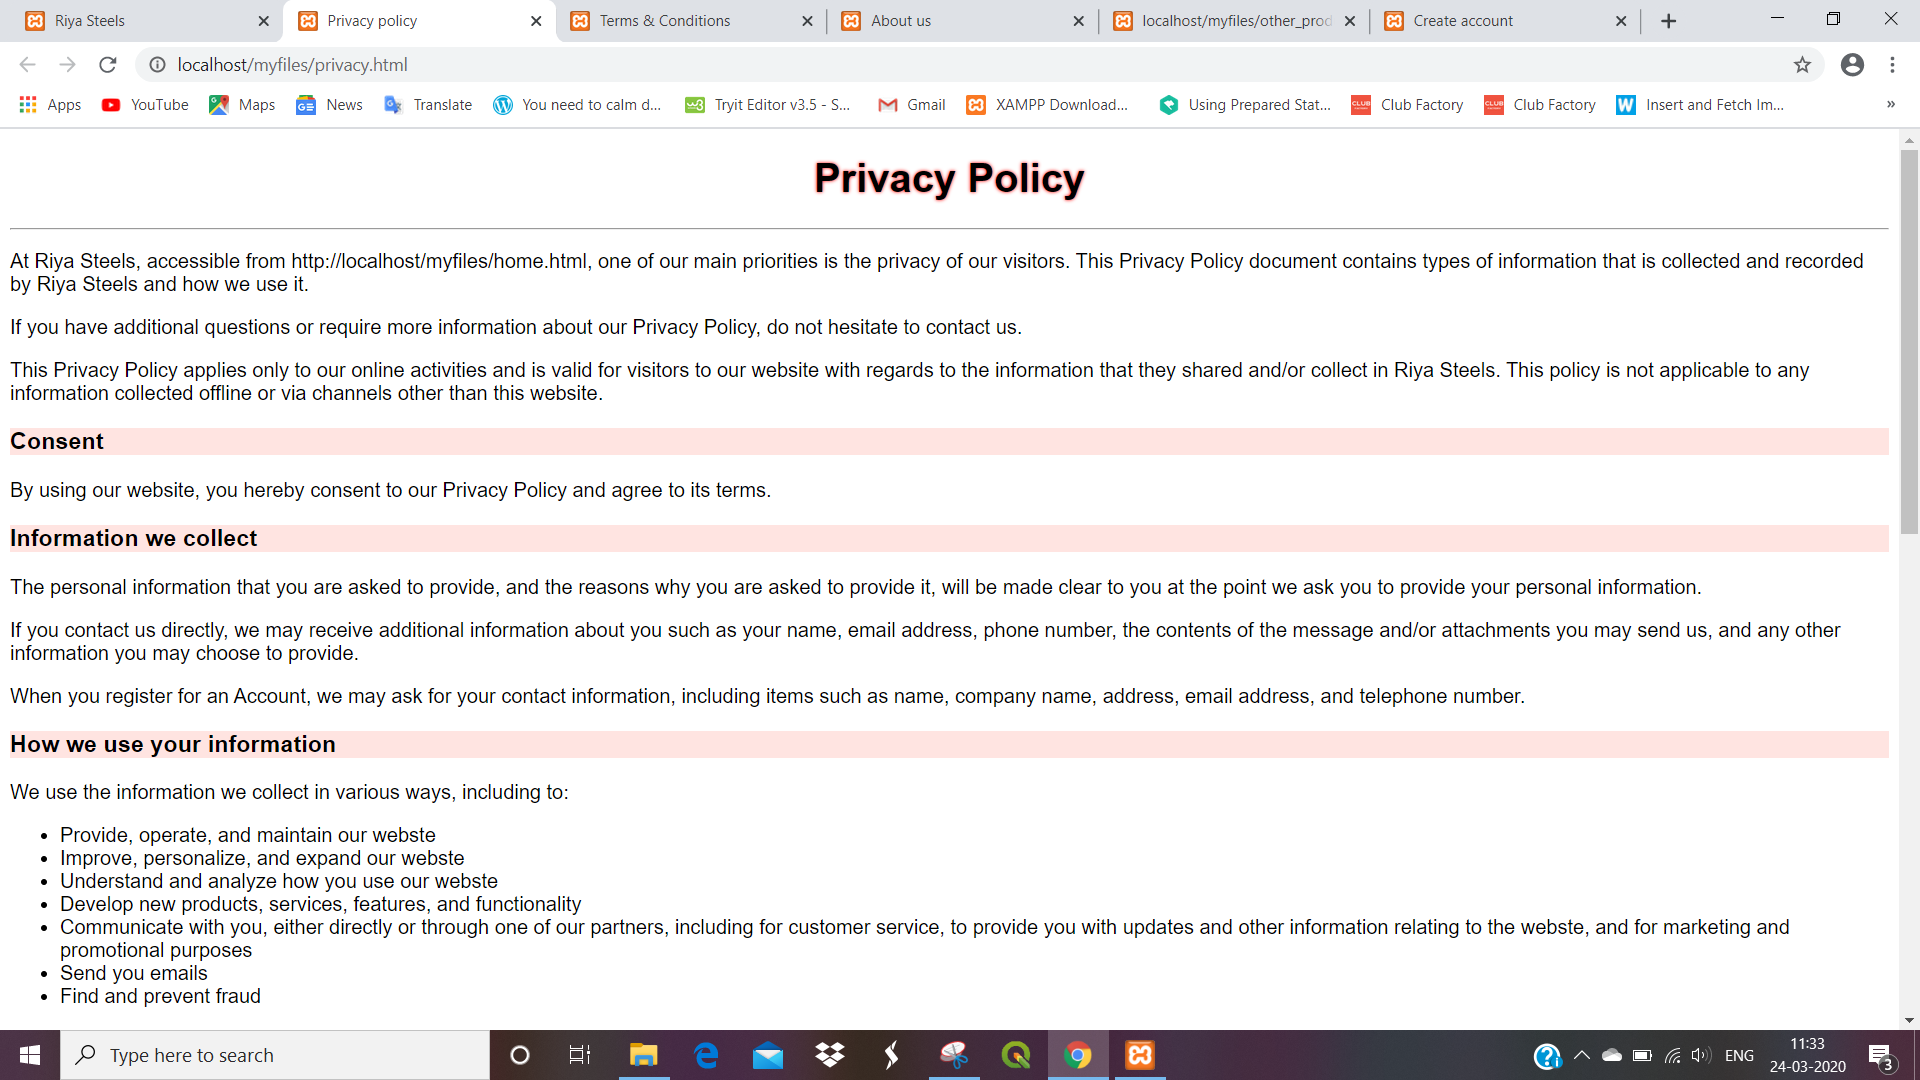 Riya Steels
Privacy policy
Terms & Conditions
About us
localhost/myfiles/other_prod
Create account
localhost/myfiles/privacy.html
Apps
YouTube
Maps
News
Translate
You need to calm d...
Tryit Editor v3.5 - S...
Gmail
XAMPP Download...
Using Prepared Stat...
Club Factory
Club Factory
Insert and Fetch Im...
»
Privacy Policy
At Riya Steels, accessible from http://localhost/myfiles/home.html, one of our main priorities is the privacy of our visitors. This Privacy Policy document contains types of information that is collected and recorded
by Riya Steels and how we use it.
If you have additional questions or require more information about our Privacy Policy, do not hesitate to contact us.
This Privacy Policy applies only to our online activities and is valid for visitors to our website with regards to the information that they shared and/or collect in Riya Steels. This policy is not applicable to any
information collected offline or via channels other than this website.
Consent
By using our website, you hereby consent to our Privacy Policy and agree to its terms.
Information we collect
The personal information that you are asked to provide, and the reasons why you are asked to provide it, will be made clear to you at the point we ask you to provide your personal information.
If you contact us directly, we may receive additional information about you such as your name, email address, phone number, the contents of the message and/or attachments you may send us, and any other
information you may choose to provide.
When you register for an Account, we may ask for your contact information, including items such as name, company name, address, email address, and telephone number.
How we use your information
We use the information we collect in various ways, including to:
• Provide, operate, and maintain our webste
• Improve, personalize, and expand our webste
• Understand and analyze how you use our webste
• Develop new products, services, features, and functionality
• Communicate with you, either directly or through one of our partners, including for customer service, to provide you with updates and other information relating to the webste, and for marketing and
promotional purposes
• Send you emails
• Find and prevent fraud
Type here to search
ENG
11:33
24-03-2020
3